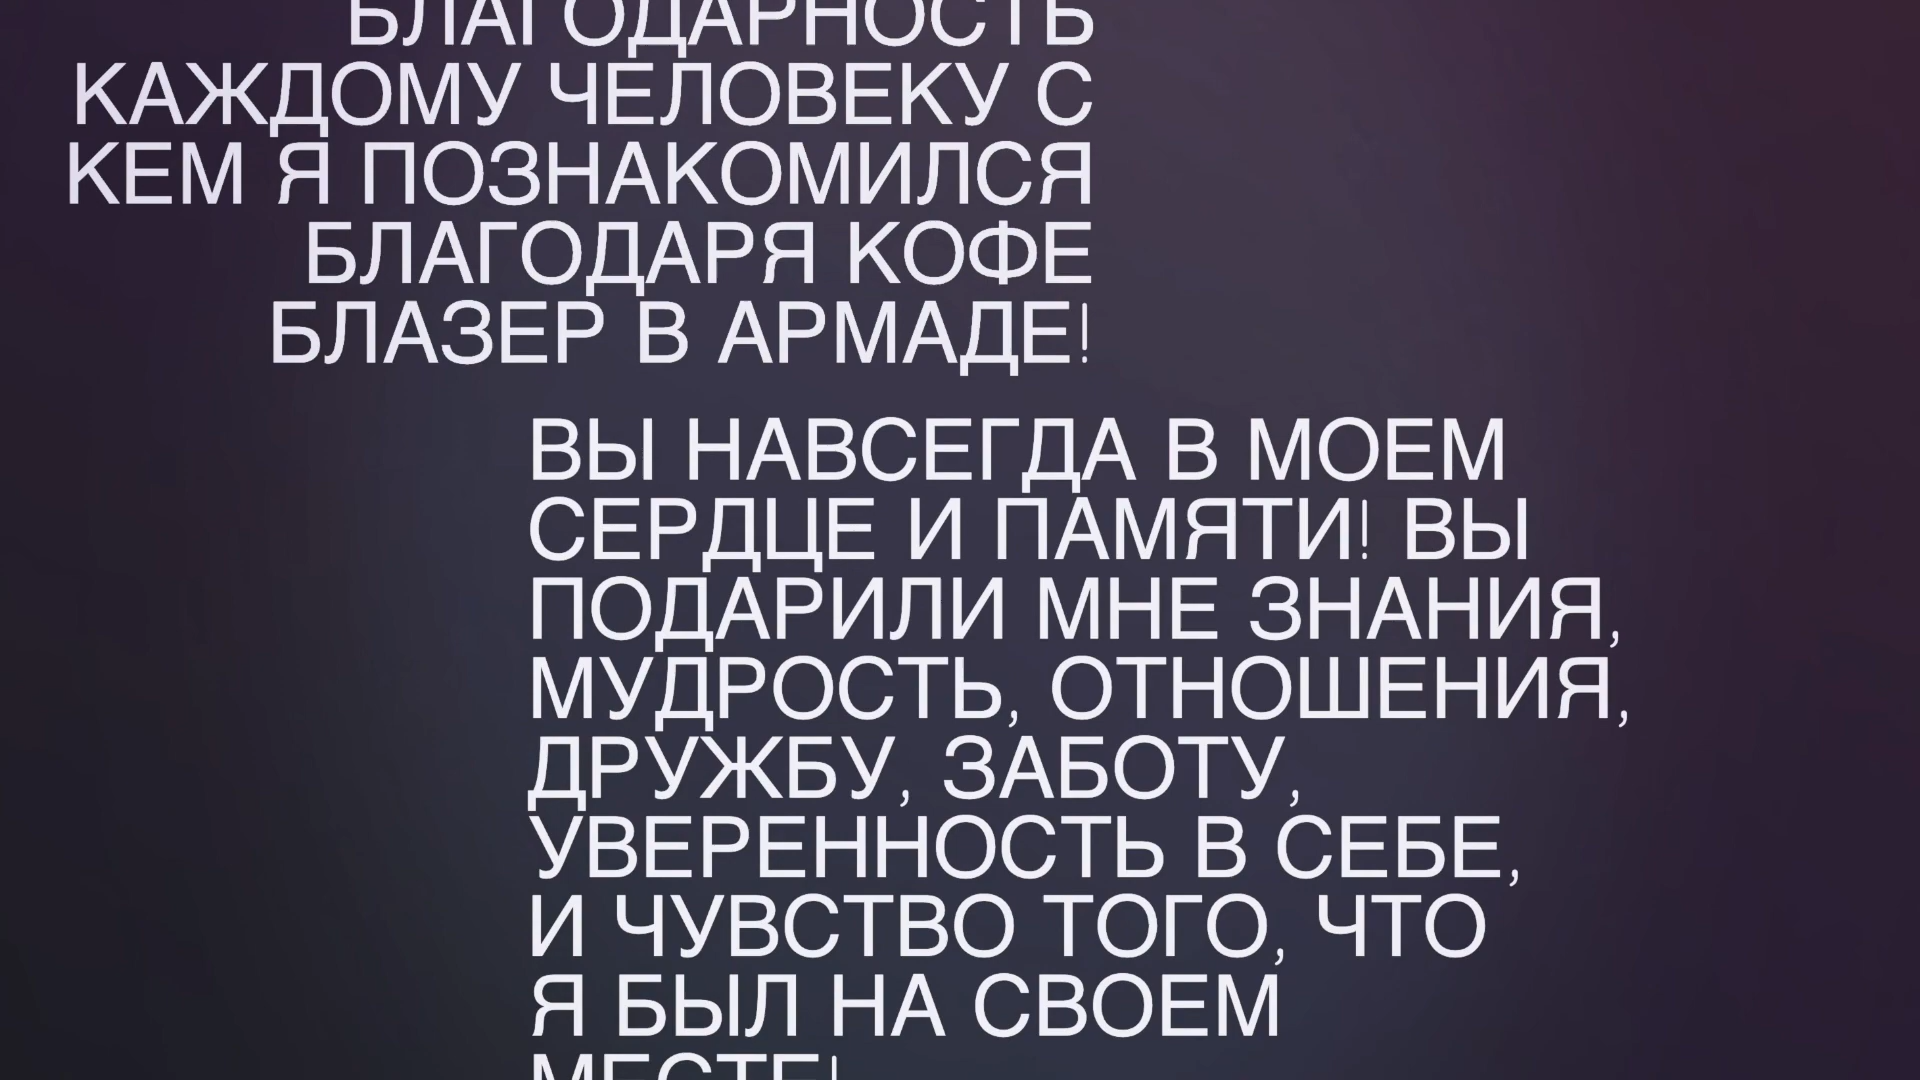 БЛАГОДАРНОСТЬ
КАЖДОМУ ЧЕЛОВЕКУ С
КЕМ Я ПОЗНАКОМИЛСЯ
БЛАГОДАРЯ КОФЕ
БЛАЗЕР В АРМАДЕ!
ВЫ НАВСЕГДА В МОЕМ
СЕРДЦЕ И ПАМЯТИ! ВЫ
ПОДАРИЛИ МНЕ ЗНАНИЯ,
МУДРОСТЬ, ОТНОШЕНИЯ,
ДРУЖБУ, ЗАБОТУ,
УВЕРЕННОСТЬ В СЕБЕ,
И ЧУВСТВО ТОГО, ЧТО
Я БЫЛ НА СВОЕМ
МЕСТЕ!